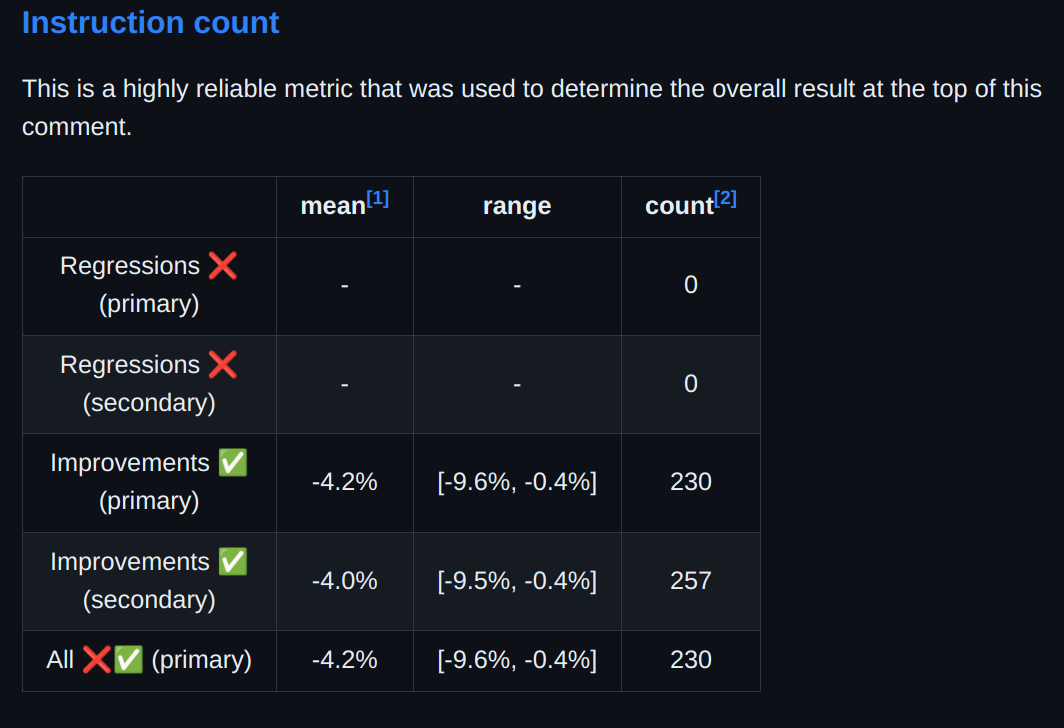 Instruction count
This is a highly reliable metric that was used to determine the overall result at the top of this
comment.
mean[1] range count[2]
Regressions ❌
(primary)
- - 0
Regressions ❌
(secondary)
- - 0
Improvements ✅
(primary)
-4.2% [-9.6%, -0.4%] 230
Improvements ✅
(secondary)
-4.0% [-9.5%, -0.4%] 257
All ❌✅ (primary) -4.2% [-9.6%, -0.4%] 230